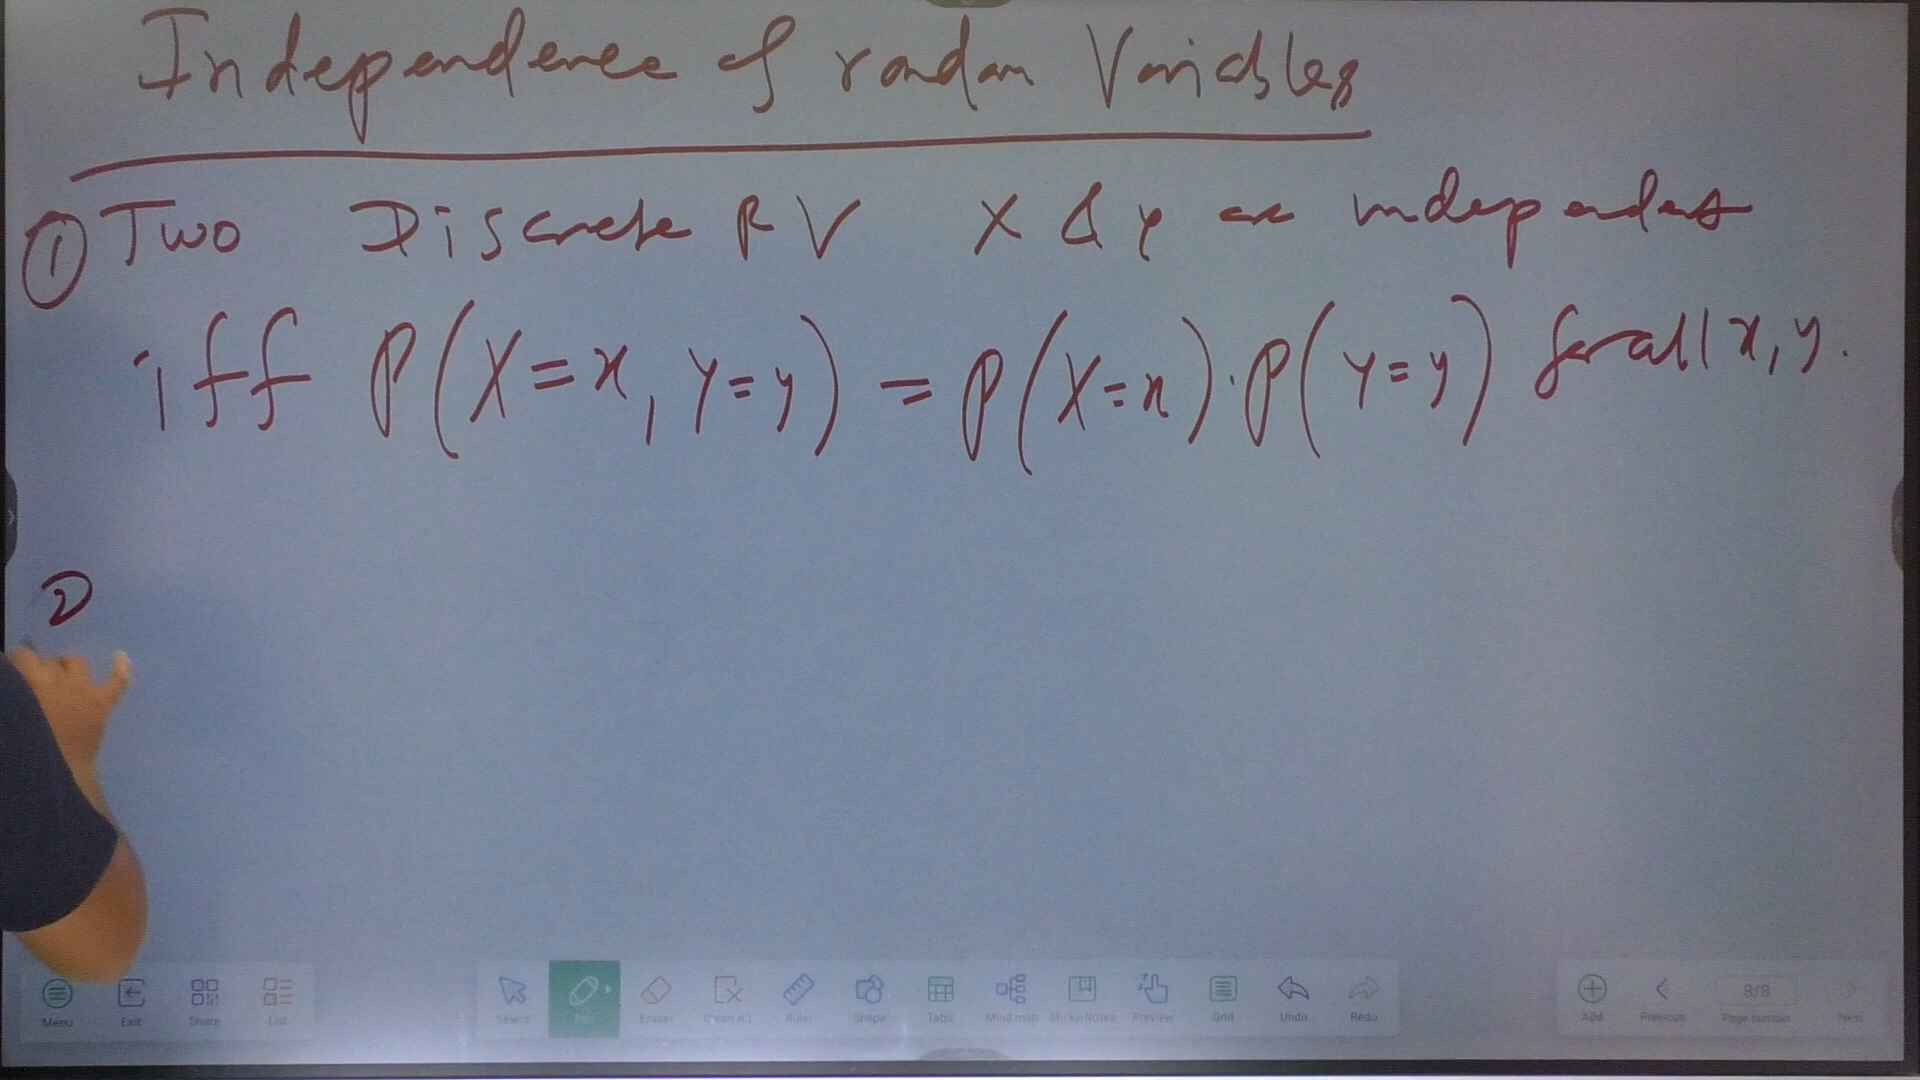 Independence of random Variables
① Two Discrete RV X & Y are independent
iff P(X=x, Y=y) = P(X=x)·P(Y=y) for all x, y.
2
Menu Exit Share List Select Pen Eraser Clean All Ruler Shape Table Mind map Sticky Notes Preview Grid Undo Redo Add Previous 8/8 Page number Next